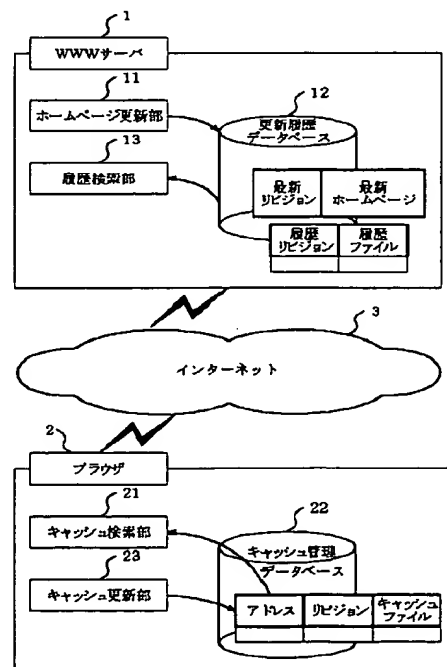 1
WWWサーバ
11
ホームページ更新部
12
更新履歴
データベース
13
履歴検索部
最新
リビジョン
最新
ホームページ
履歴
リビジョン
履歴
ファイル
3
インターネット
2
ブラウザ
21
キャッシュ検索部
22
キャッシュ管理
データベース
23
キャッシュ更新部
アドレス
リビジョン
キャッシュ
ファイル